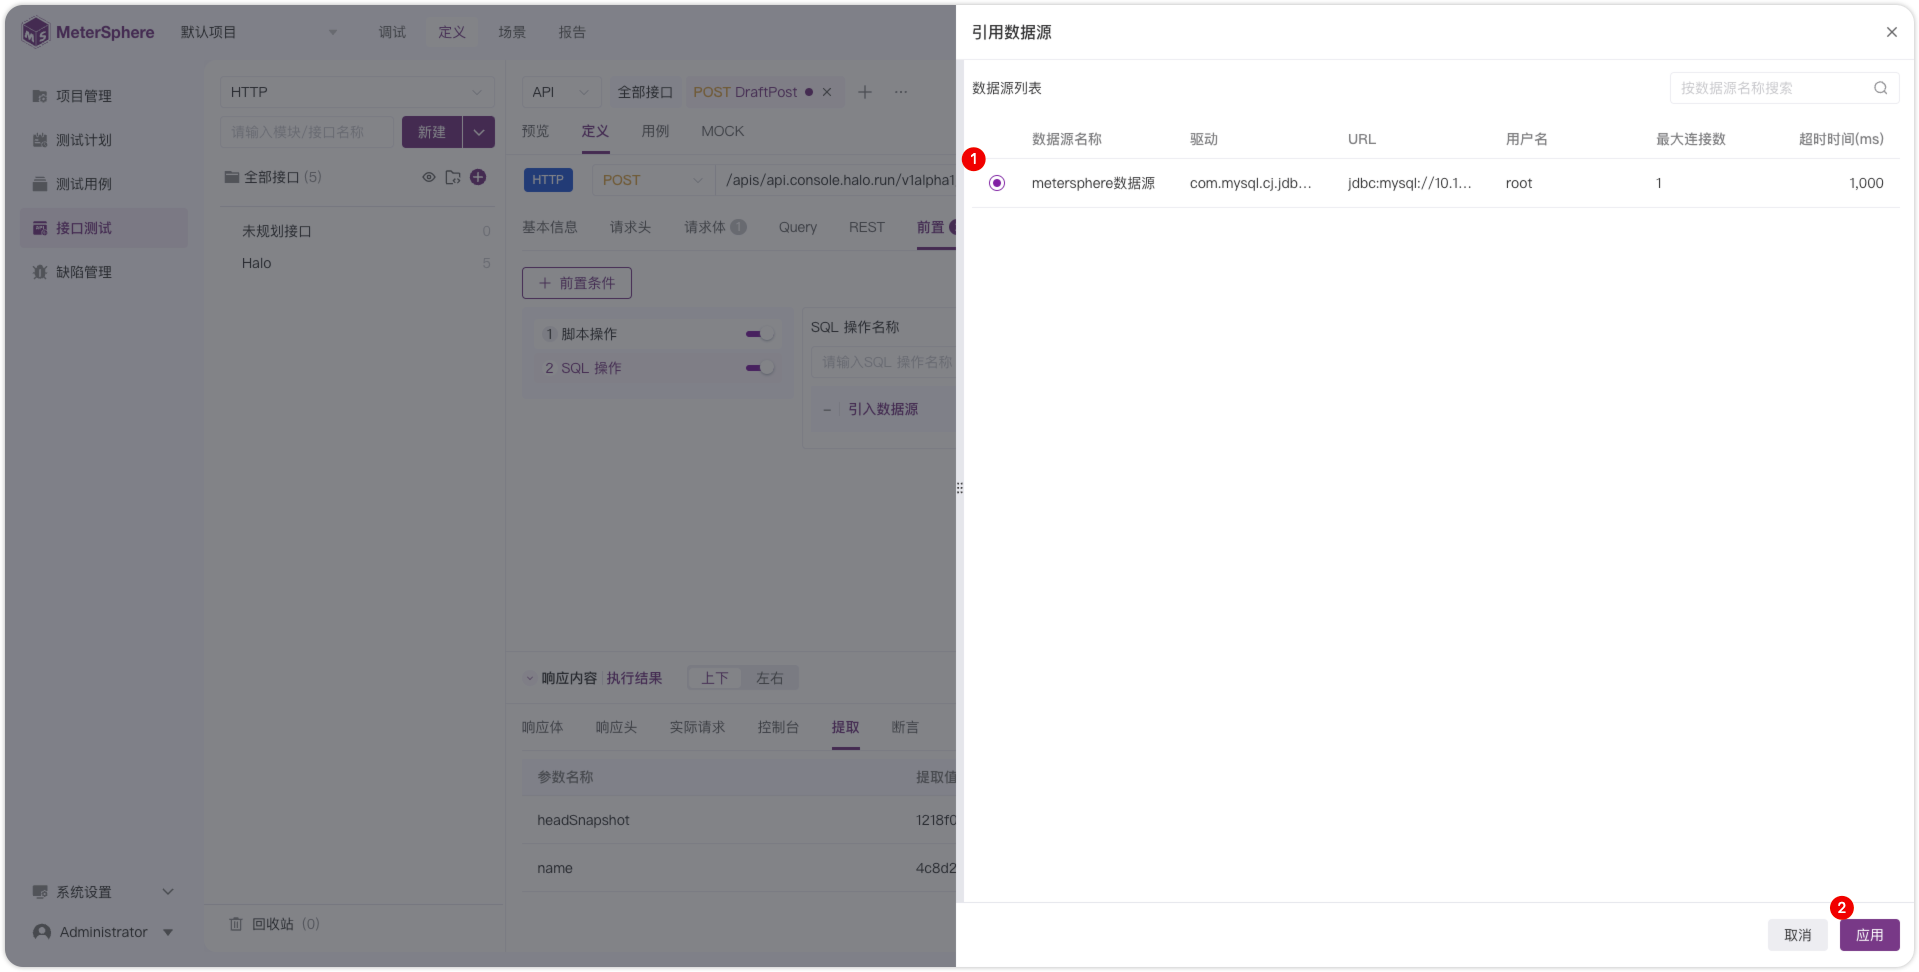 MeterSphere
默认项目
调试
定义
场景
报告
项目管理
测试计划
测试用例
接口测试
缺陷管理
系统设置
Administrator
HTTP
请输入模块/接口名称
新建
全部接口 (5)
未规划接口 0
Halo 5
回收站 (0)
API
全部接口
POST DraftPost
预览
定义
用例
MOCK
HTTP
POST
/apis/api.console.halo.run/v1alpha1
基本信息
请求头
请求体 1
Query
REST
前置
前置条件
1 脚本操作
2 SQL 操作
SQL 操作名称
请输入SQL 操作名称
引入数据源
响应内容
执行结果
上下
左右
响应体
响应头
实际请求
控制台
提取
断言
参数名称 提取值
headSnapshot 1218f0
name 4c8d2
引用数据源
数据源列表
按数据源名称搜索
数据源名称 驱动 URL 用户名 最大连接数 超时时间(ms)
1
metersphere数据源 com.mysql.cj.jdb... jdbc:mysql://10.1... root 1 1,000
2
取消
应用